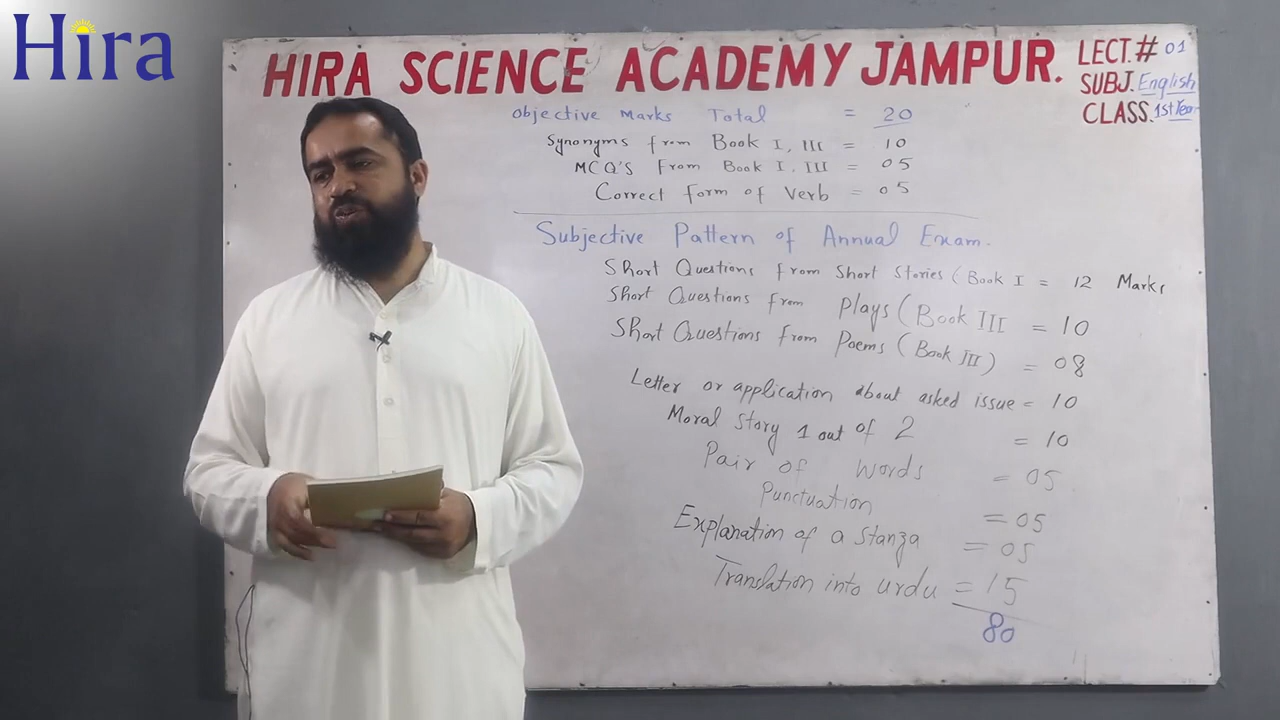 Hira
HIRA SCIENCE ACADEMY JAMPUR.
LECT.# 01
SUBJ. English
CLASS. 1st Year
Objective Marks Total = 20
Synonyms from Book I, III = 10
MCQ'S From Book I, III = 05
Correct form of Verb = 05
Subjective Pattern of Annual Exam.
Short Questions from Short Stories (Book I = 12 Marks
Short Questions from Plays (Book III = 10
Short Questions from Poems (Book III) = 08
Letter or application about asked issue = 10
Moral Story 1 out of 2 = 10
Pair of Words = 05
Punctuation = 05
Explanation of a Stanza = 05
Translation into urdu = 15
80